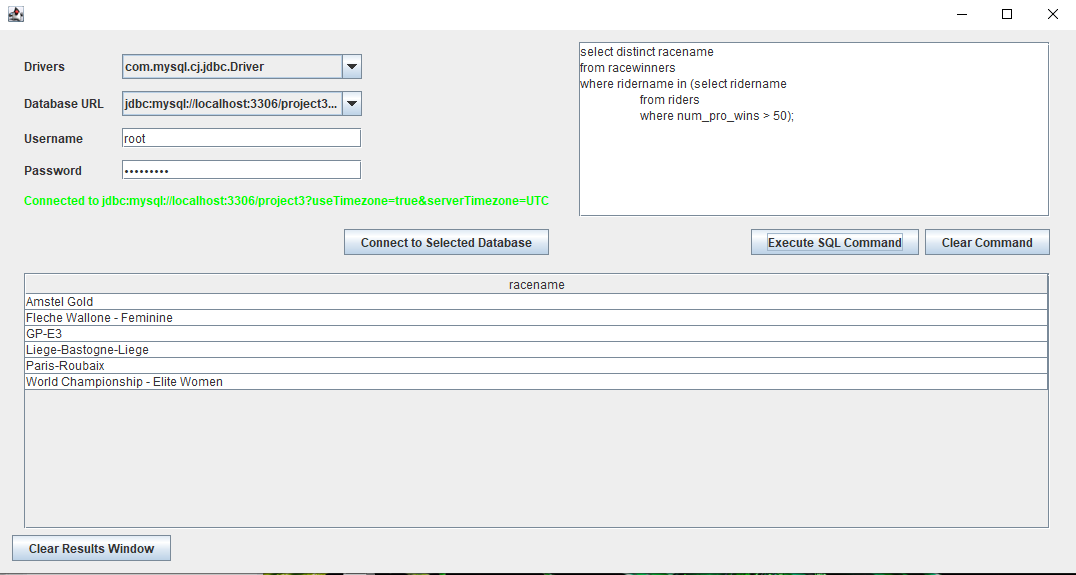 Drivers
com.mysql.cj.jdbc.Driver
Database URL
jdbc:mysql://localhost:3306/project3...
Username
root
Password
•••••••••
Connected to jdbc:mysql://localhost:3306/project3?useTimezone=true&serverTimezone=UTC
Connect to Selected Database
select distinct racename
from racewinners
where ridername in (select ridername
from riders
where num_pro_wins > 50);
Execute SQL Command
Clear Command
racename
Amstel Gold
Fleche Wallone - Feminine
GP-E3
Liege-Bastogne-Liege
Paris-Roubaix
World Championship - Elite Women
Clear Results Window